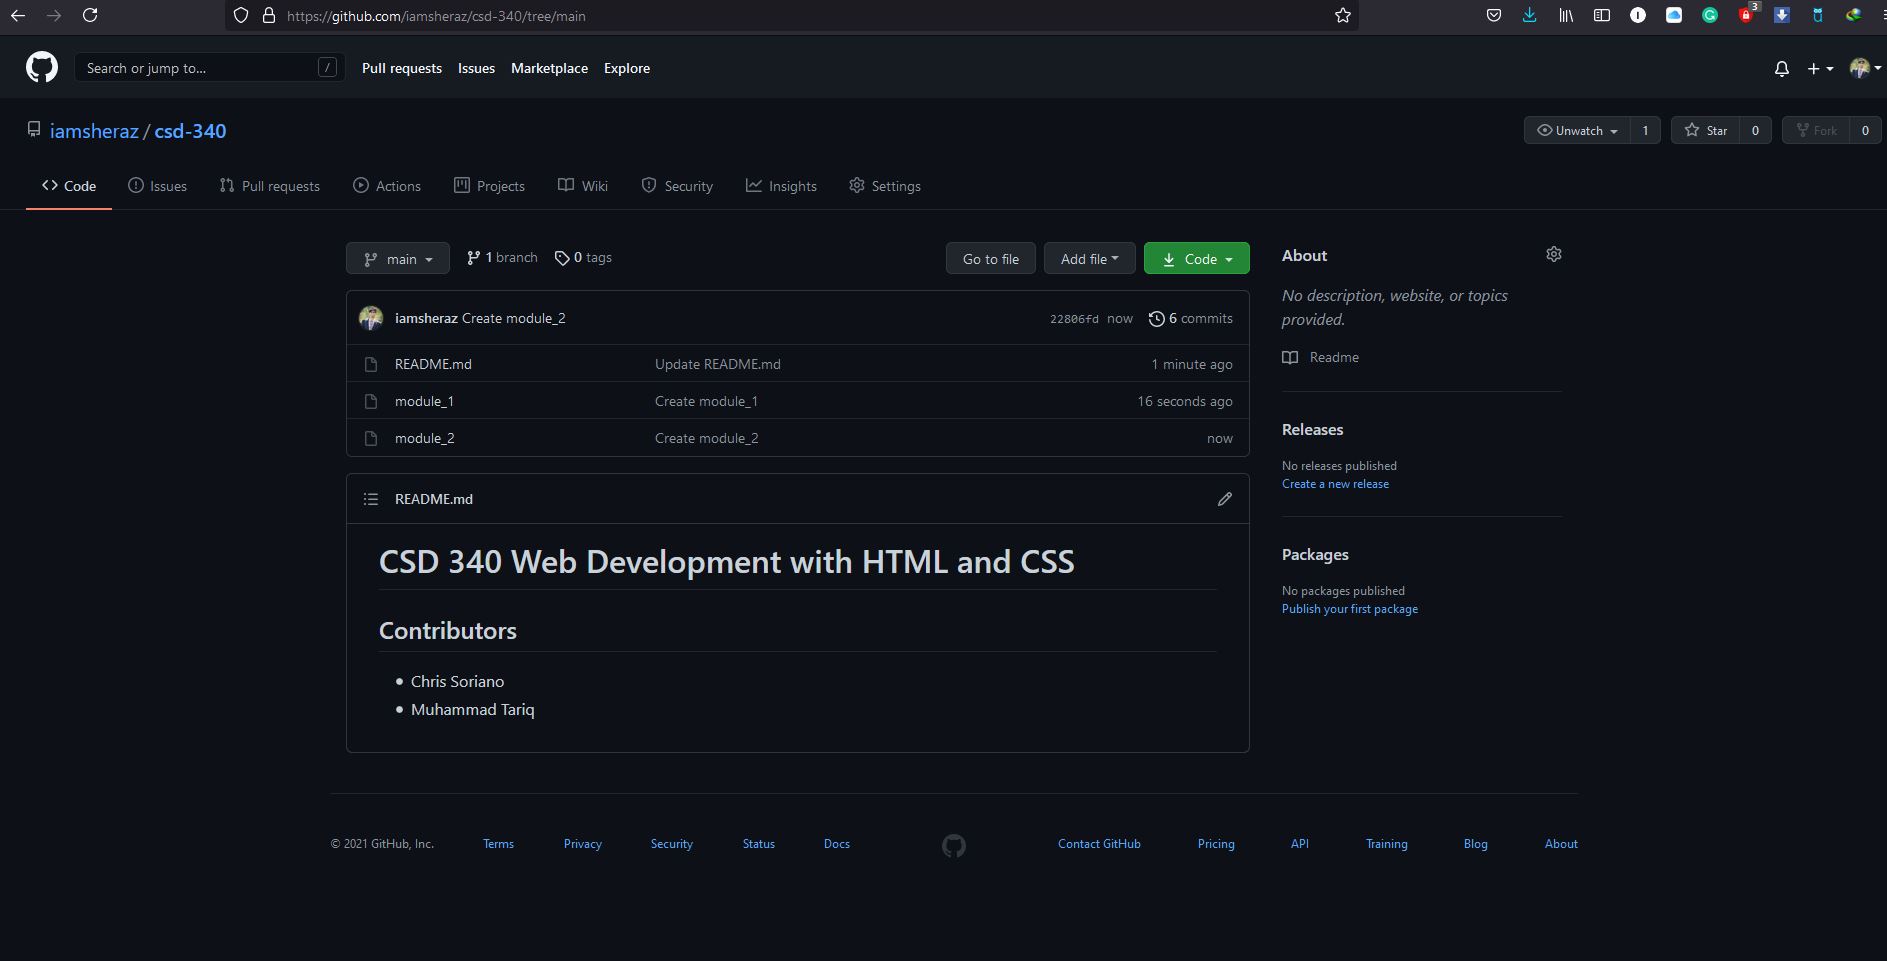 https://github.com/iamsheraz/csd-340/tree/main
3
Search or jump to... /
Pull requests Issues Marketplace Explore
iamsheraz / csd-340
Unwatch 1 Star 0 Fork 0
Code Issues Pull requests Actions Projects Wiki Security Insights Settings
main 1 branch 0 tags Go to file Add file Code
iamsheraz Create module_2 22806fd now 6 commits
README.md Update README.md 1 minute ago
module_1 Create module_1 16 seconds ago
module_2 Create module_2 now
README.md
CSD 340 Web Development with HTML and CSS
Contributors
Chris Soriano
Muhammad Tariq
About
No description, website, or topics
provided.
Readme
Releases
No releases published
Create a new release
Packages
No packages published
Publish your first package
© 2021 GitHub, Inc. Terms Privacy Security Status Docs Contact GitHub Pricing API Training Blog About